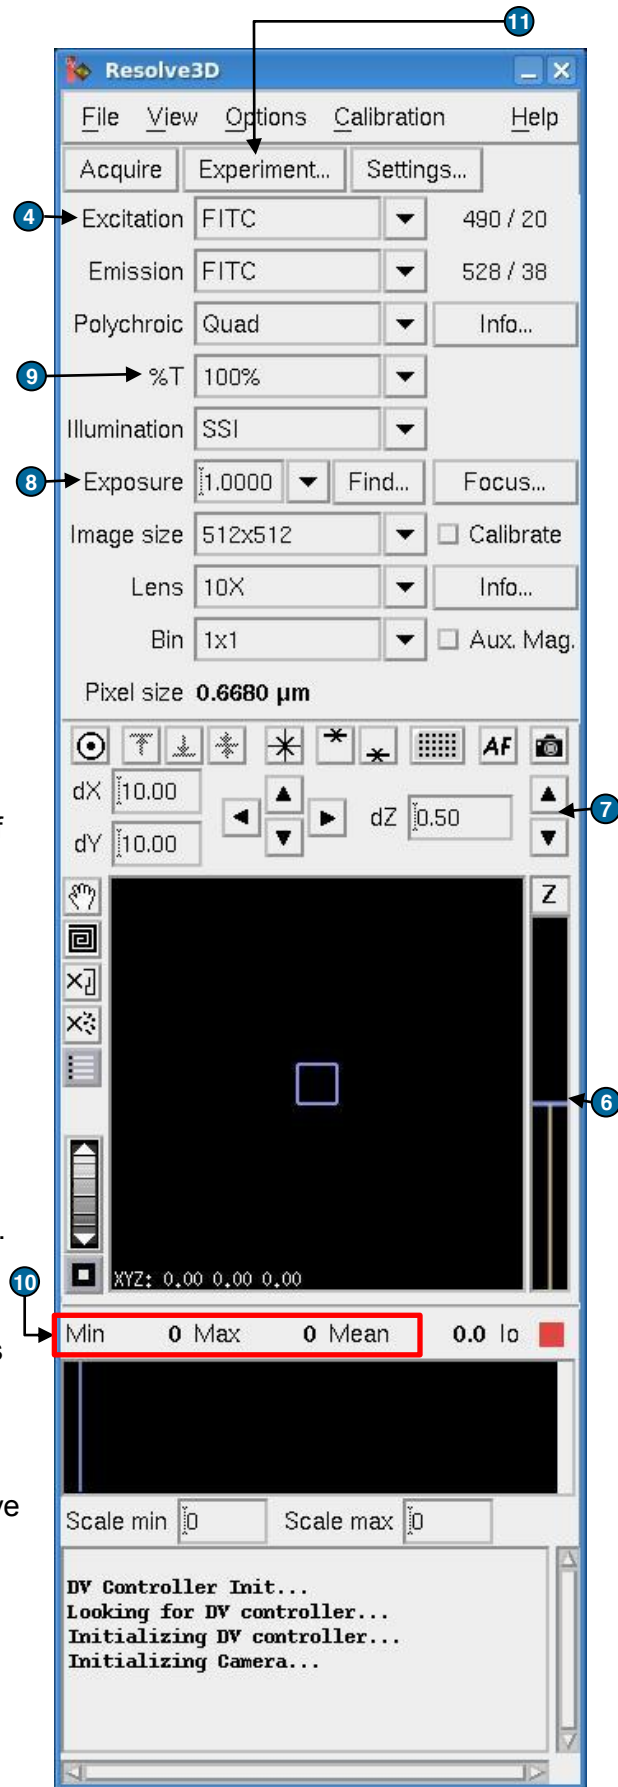 11
Resolve3D
File View Options Calibration Help
Acquire Experiment... Settings...
4 Excitation FITC 490 / 20
Emission FITC 528 / 38
Polychroic Quad Info...
9 %T 100%
Illumination SSI
8 Exposure 1.0000 Find... Focus...
Image size 512x512 Calibrate
Lens 10X Info...
Bin 1x1 Aux. Mag.
Pixel size 0.6680 µm
AF
dX 10.00
dZ 0.50 7
f
dY 10.00
Z
6
.
XYZ: 0.00 0.00 0.00
10
Min 0 Max 0 Mean 0.0 Io
s
ve
Scale min 0 Scale max 0
DV Controller Init...
Looking for DV controller...
Initializing DV controller...
Initializing Camera...